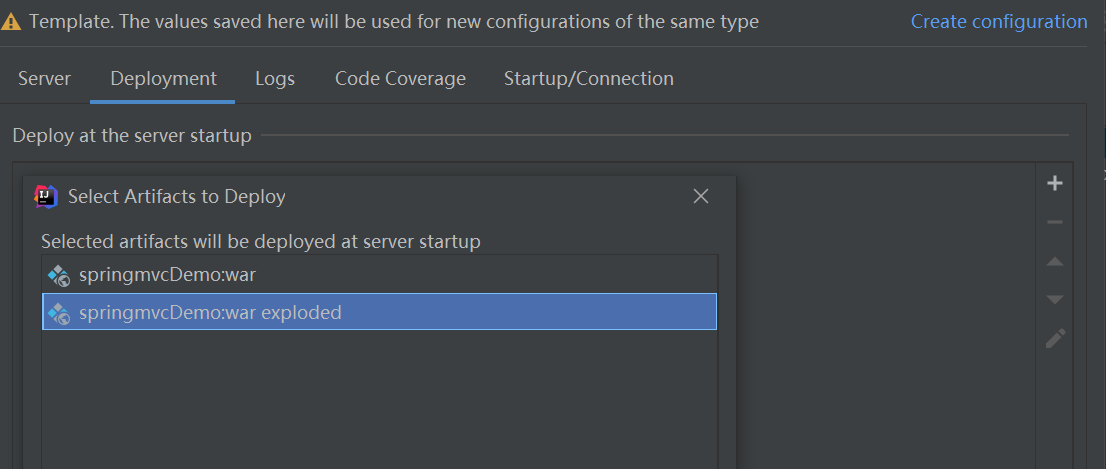 Template. The values saved here will be used for new configurations of the same type Create configuration
Server Deployment Logs Code Coverage Startup/Connection
Deploy at the server startup
Select Artifacts to Deploy
Selected artifacts will be deployed at server startup
springmvcDemo:war
springmvcDemo:war exploded